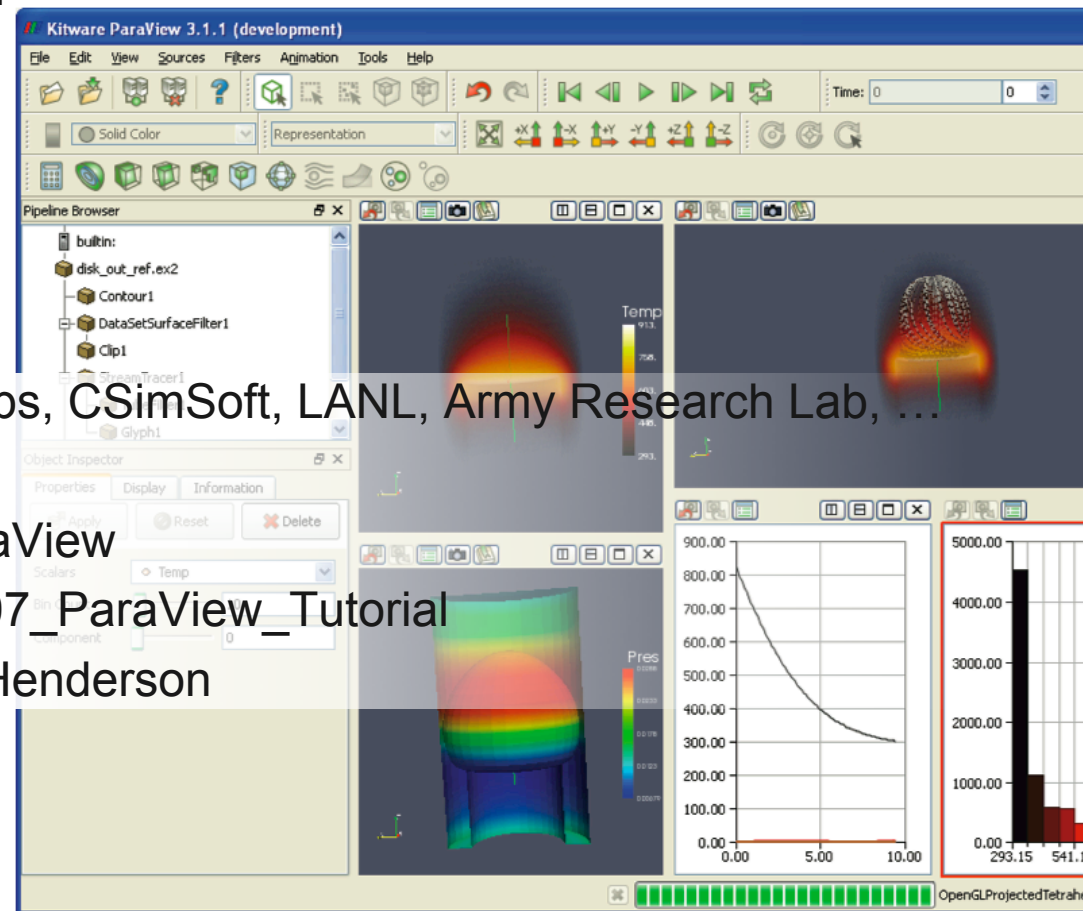 Kitware ParaView 3.1.1 (development)
File Edit View Sources Filters Animation Tools Help
Time: 0 0
Solid Color Representation
Pipeline Browser
builtin:
disk_out_ref.ex2
Contour1
DataSetSurfaceFilter1
Clip1
StreamTracer1
Glyph1
Object Inspector
Properties Display Information
Apply Reset Delete
Scalars Temp
Component 0
CSimSoft, LANL, Army Research Lab, …
aView
07_ParaView_Tutorial
Henderson
Temp
913.
758.
603.
448.
293.
Pres
900.00
800.00
700.00
600.00
500.00
400.00
300.00
200.00
100.00
0.00
0.00 5.00 10.00
5000.00
4000.00
3000.00
2000.00
1000.00
0.00
293.15 541.1
OpenGLProjectedTetrahe